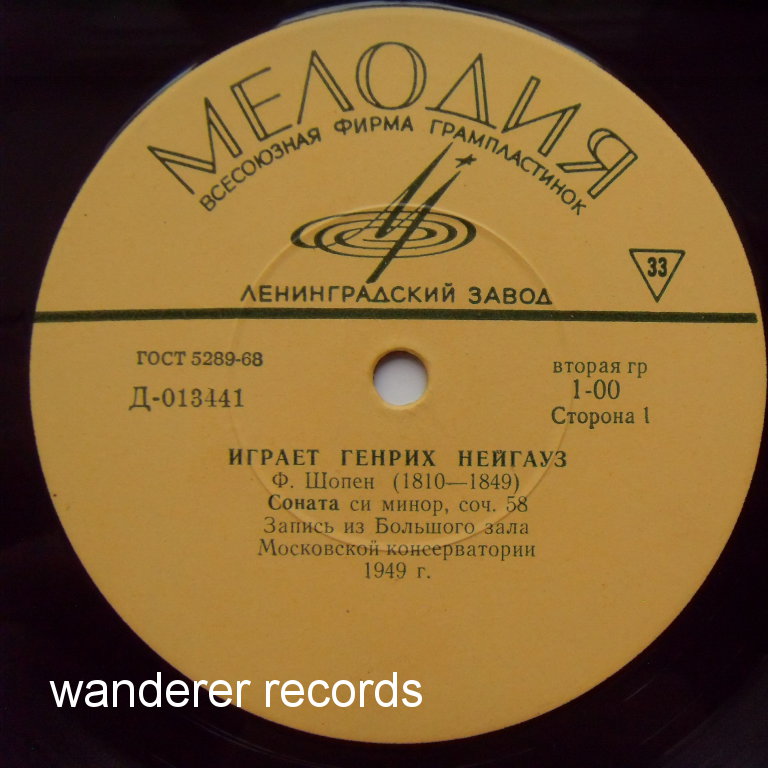 МЕЛОДИЯ
ВСЕСОЮЗНАЯ ФИРМА ГРАМПЛАСТИНОК
33
ЛЕНИНГРАДСКИЙ ЗАВОД
ГОСТ 5289-68
вторая гр
Д-013441
1-00
Сторона 1
ИГРАЕТ ГЕНРИХ НЕЙГАУЗ
Ф. Шопен (1810—1849)
Соната си минор, соч. 58
Запись из Большого зала
Московской консерватории
1949 г.
wanderer records